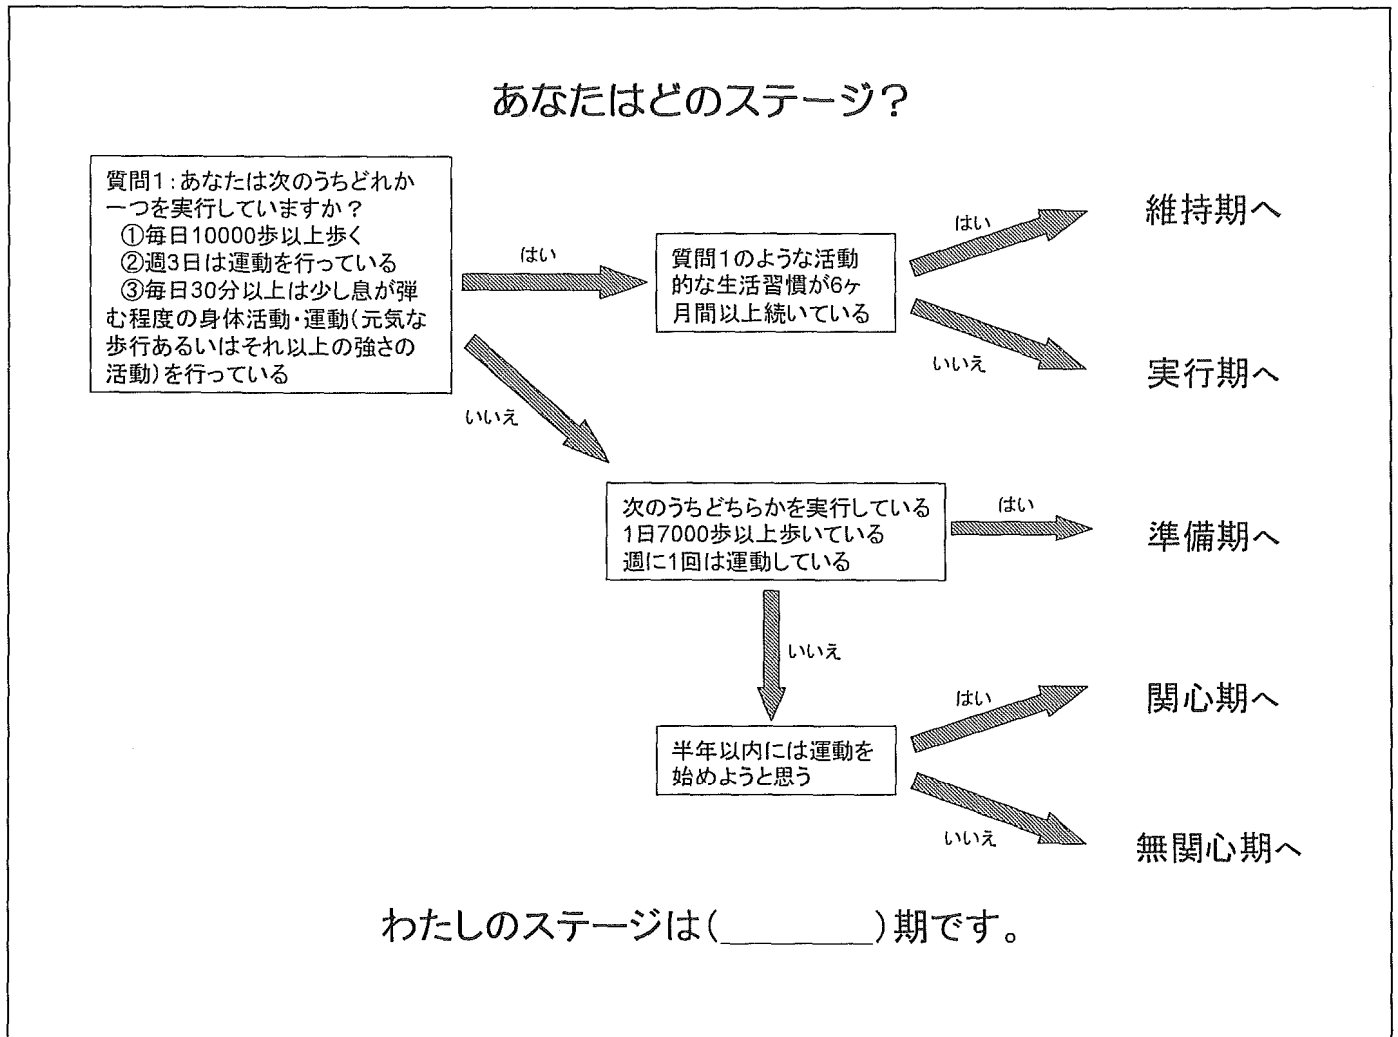 あなたはどのステージ？
質問1：あなたは次のうちどれか
一つを実行していますか？
①毎日10000歩以上歩く
②週3日は運動を行っている
③毎日30分以上は少し息が弾
む程度の身体活動・運動（元気な
歩行あるいはそれ以上の強さの
活動）を行っている
はい
質問1のような活動
的な生活習慣が6ヶ
月間以上続いている
はい
維持期へ
いいえ
実行期へ
いいえ
次のうちどちらかを実行している
1日7000歩以上歩いている
週に1回は運動している
はい
準備期へ
いいえ
半年以内には運動を
始めようと思う
はい
関心期へ
いいえ
無関心期へ
わたしのステージは（________）期です。